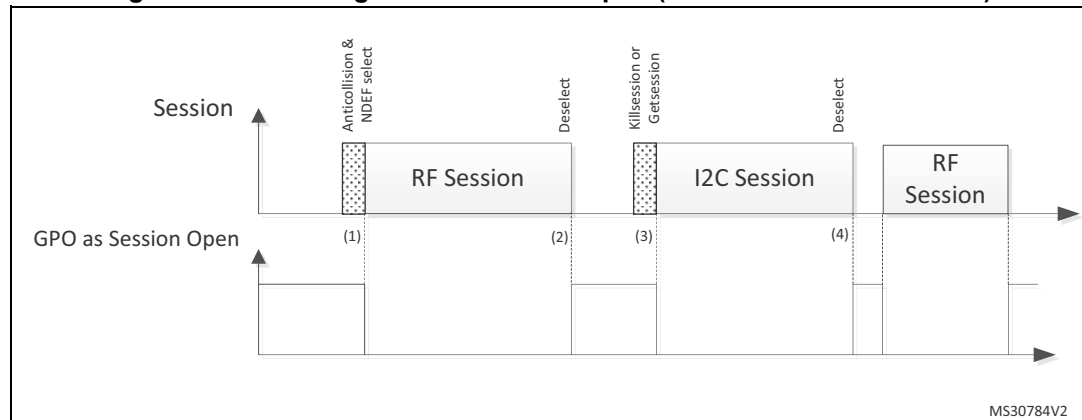 Anticollision &
NDEF select
Deselect
Killsession or
Getsession
Deselect
Session
RF Session
I2C Session
RF
Session
(1)
(2)
(3)
(4)
GPO as Session Open
MS30784V2